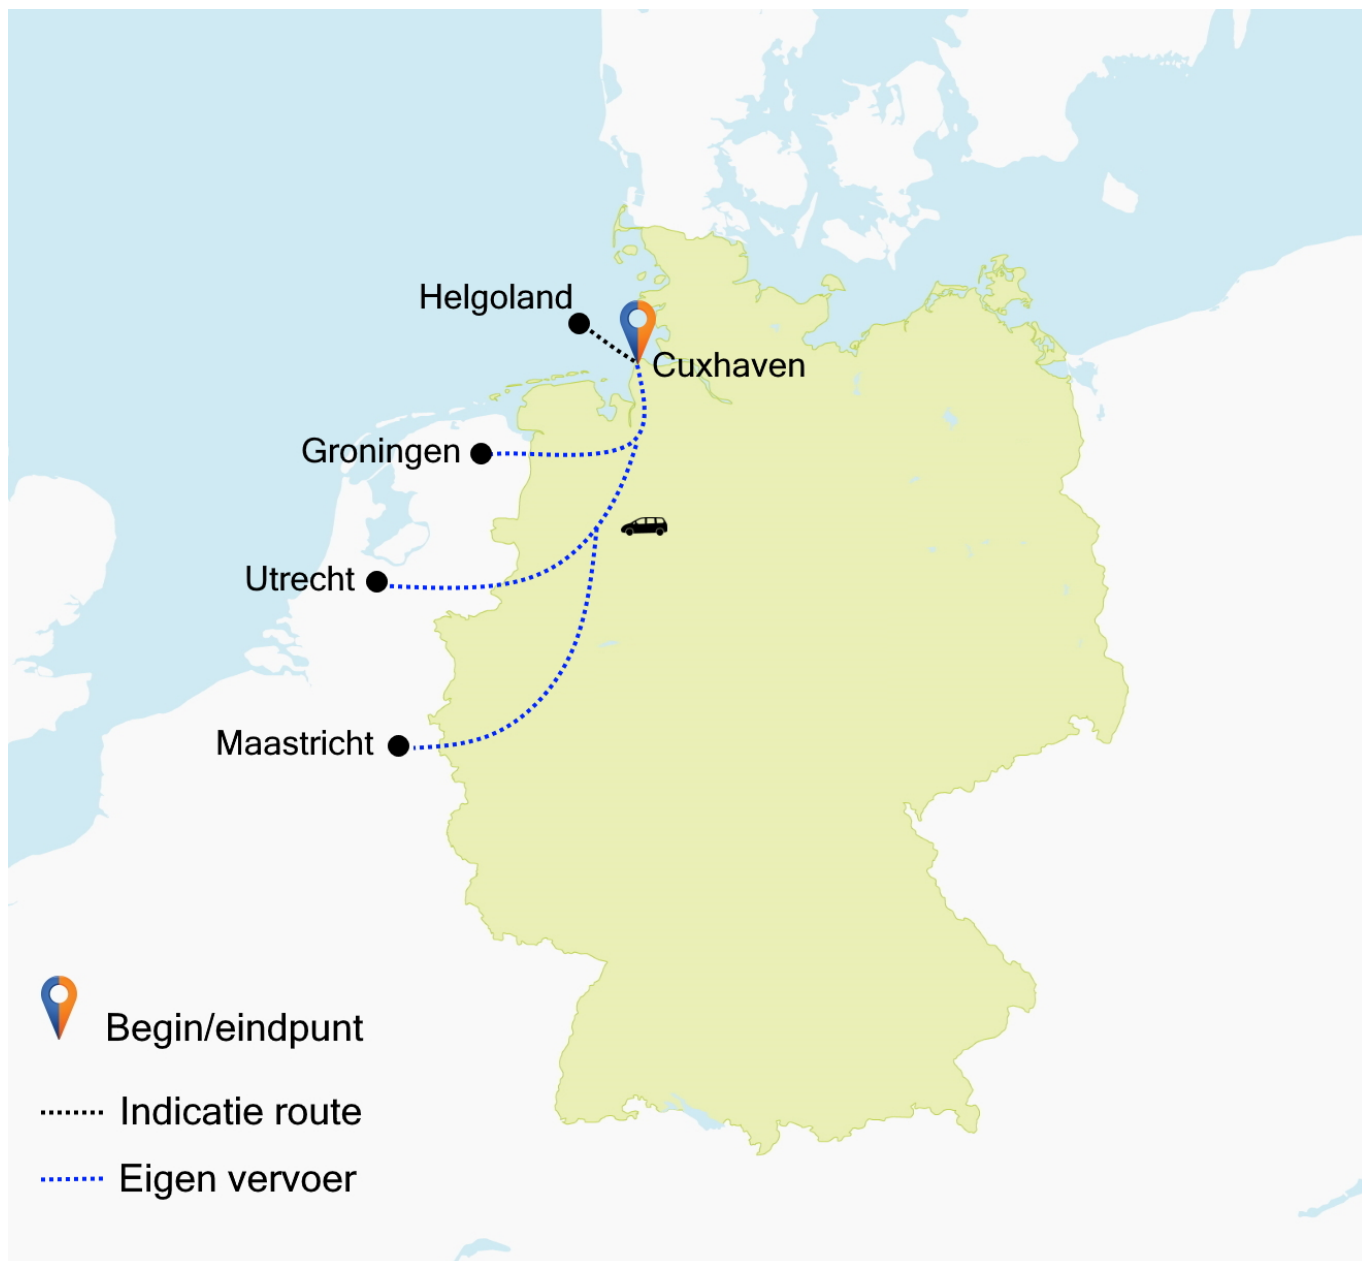 Helgoland
Cuxhaven
Groningen
Utrecht
Maastricht
Begin/eindpunt
Indicatie route
Eigen vervoer